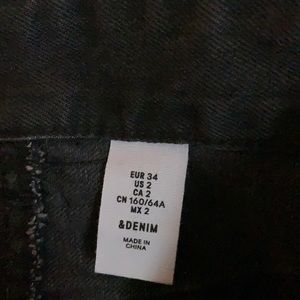 EUR 34
US 2
CA 2
CN 160/64A
MX 2
&DENIM
MADE IN
CHINA